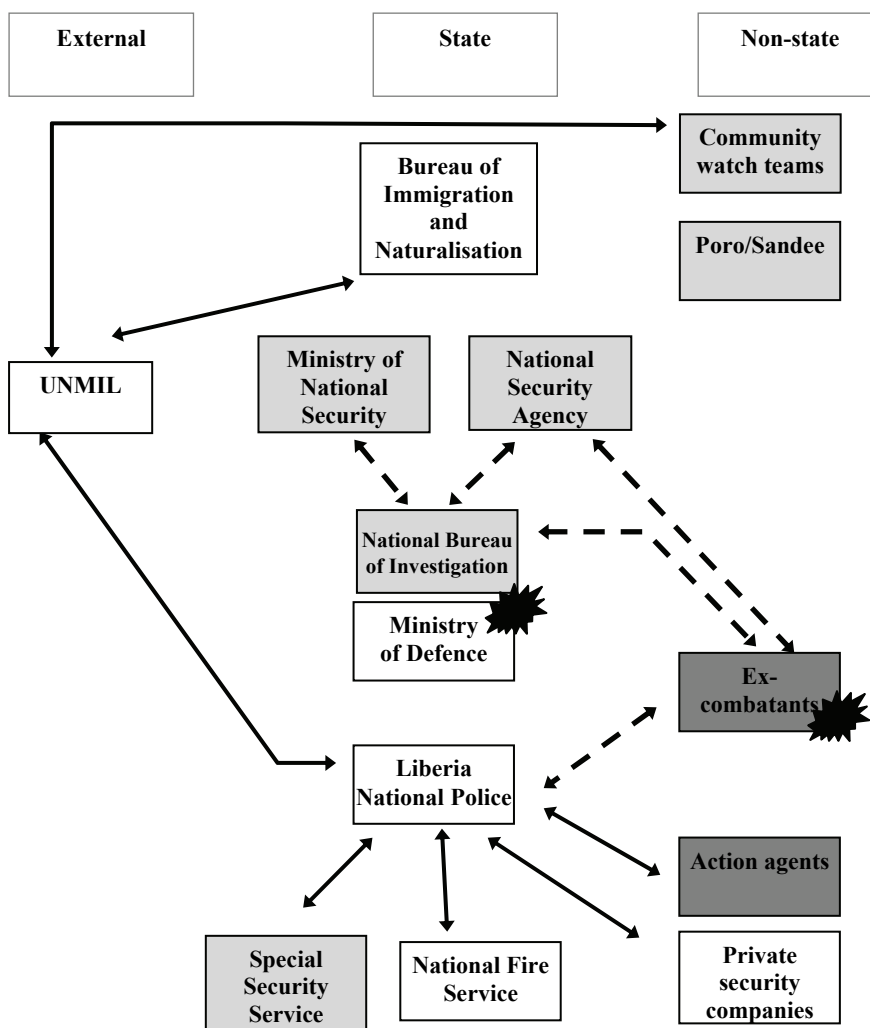 External
State
Non-state
Community
watch teams
Bureau of
Immigration
and
Naturalisation
Poro/Sandee
Ministry of
National
Security
National
Security
Agency
UNMIL
National Bureau
of Investigation
Ministry
of Defence
Ex-
combatants
Liberia
National Police
Action agents
Special
Security
Service
National Fire
Service
Private
security
companies